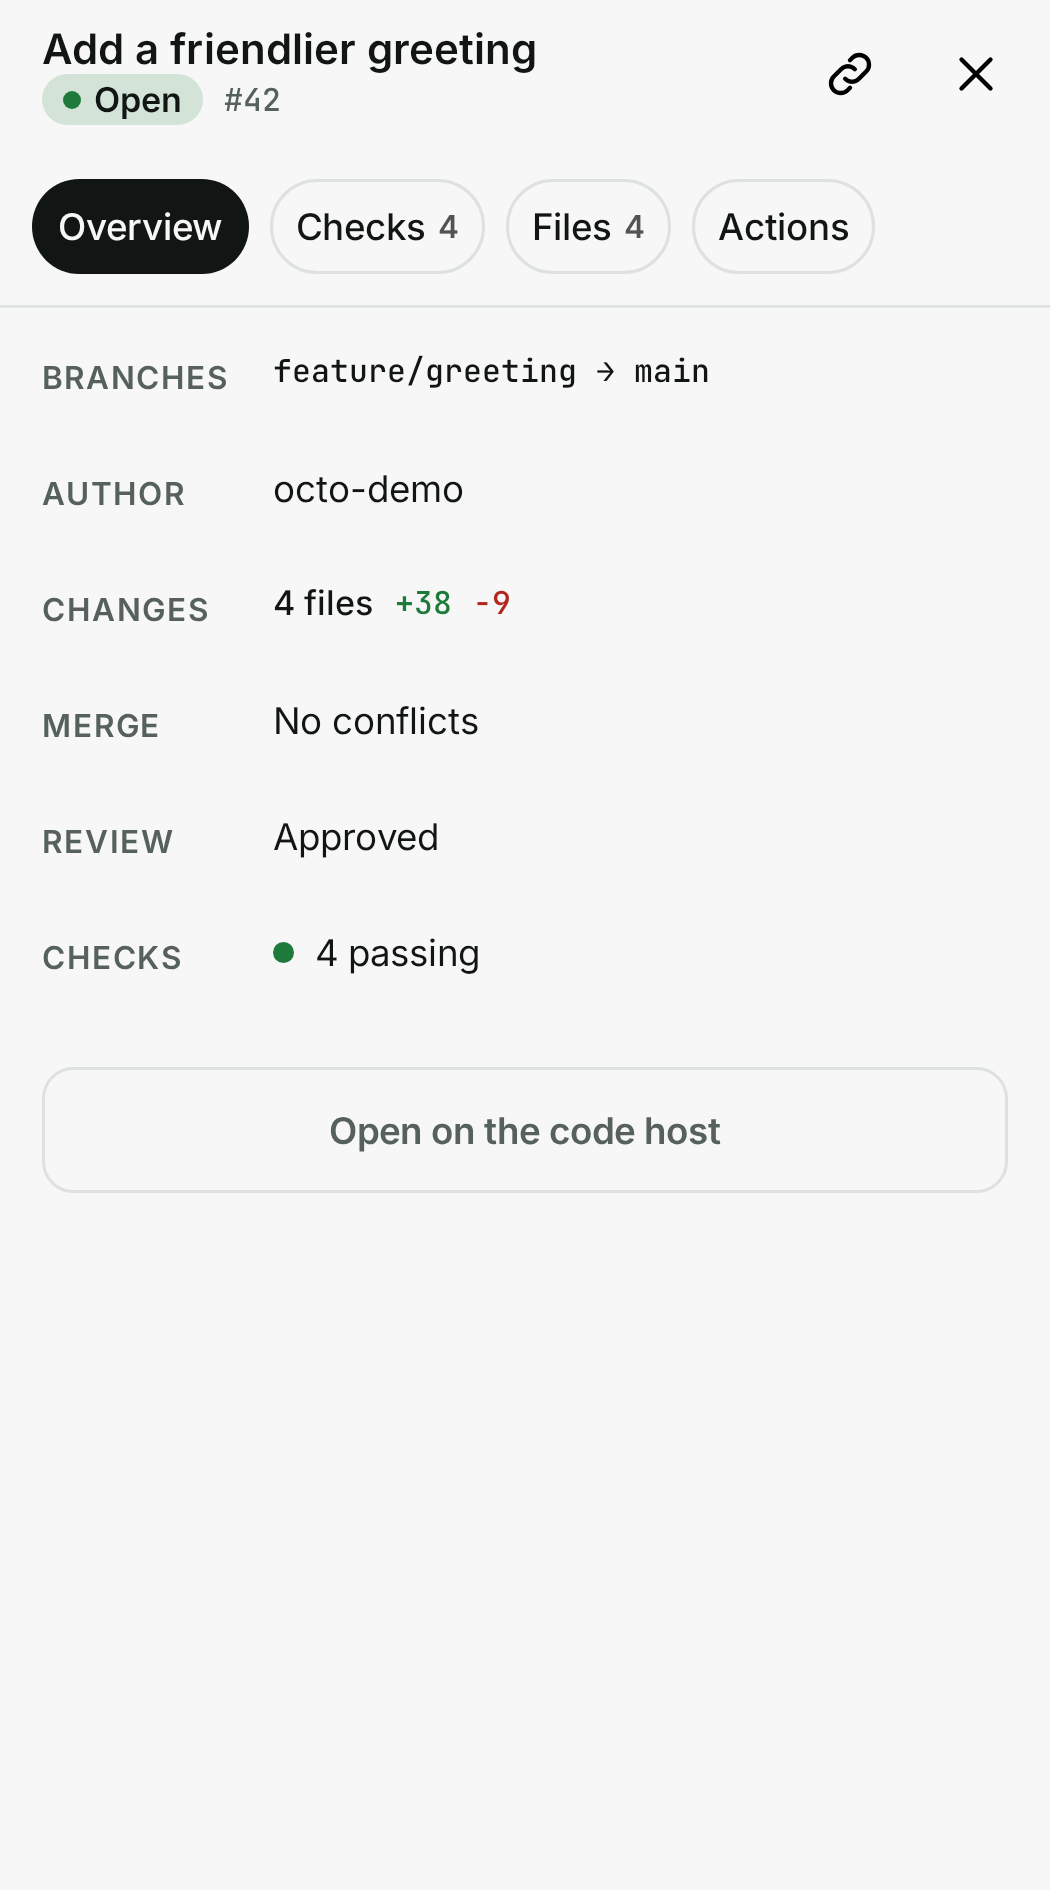 Add a friendlier greeting
Open #42
Overview Checks 4 Files 4 Actions
BRANCHES feature/greeting → main
AUTHOR octo-demo
CHANGES 4 files +38 -9
MERGE No conflicts
REVIEW Approved
CHECKS 4 passing
Open on the code host